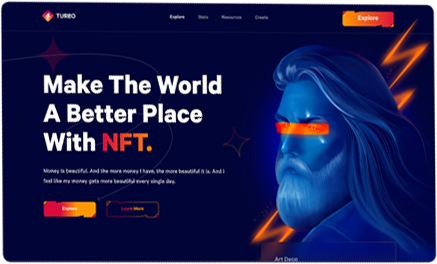 TURBO
Explore
Stats
Resources
Create
Explore
Make The World
A Better Place
With NFT.
Money is beautiful. And the more money I have, the more beautiful it is. And I
feel like my money gets more beautiful every single day.
Explore
Learn More
Art Deco